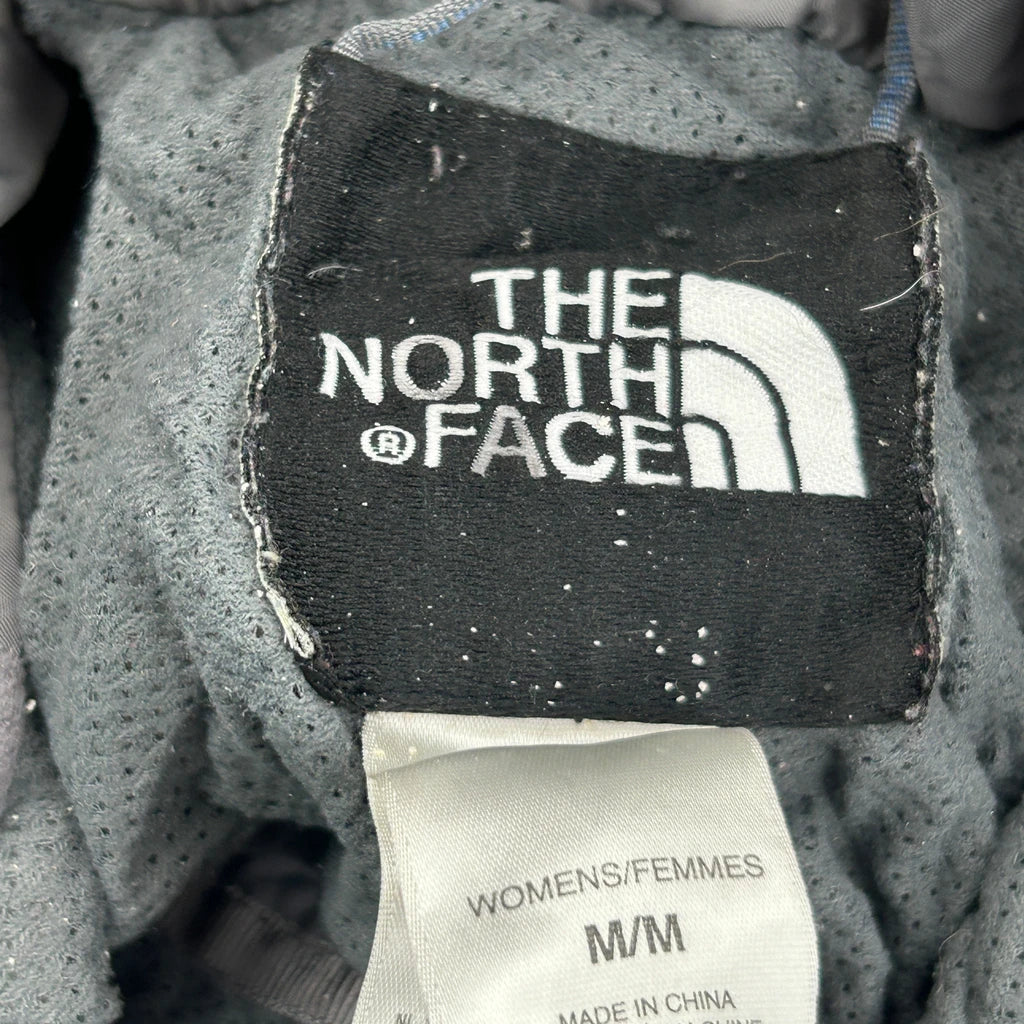 THE
NORTH
® FACE
WOMENS/FEMMES
M/M
MADE IN CHINA